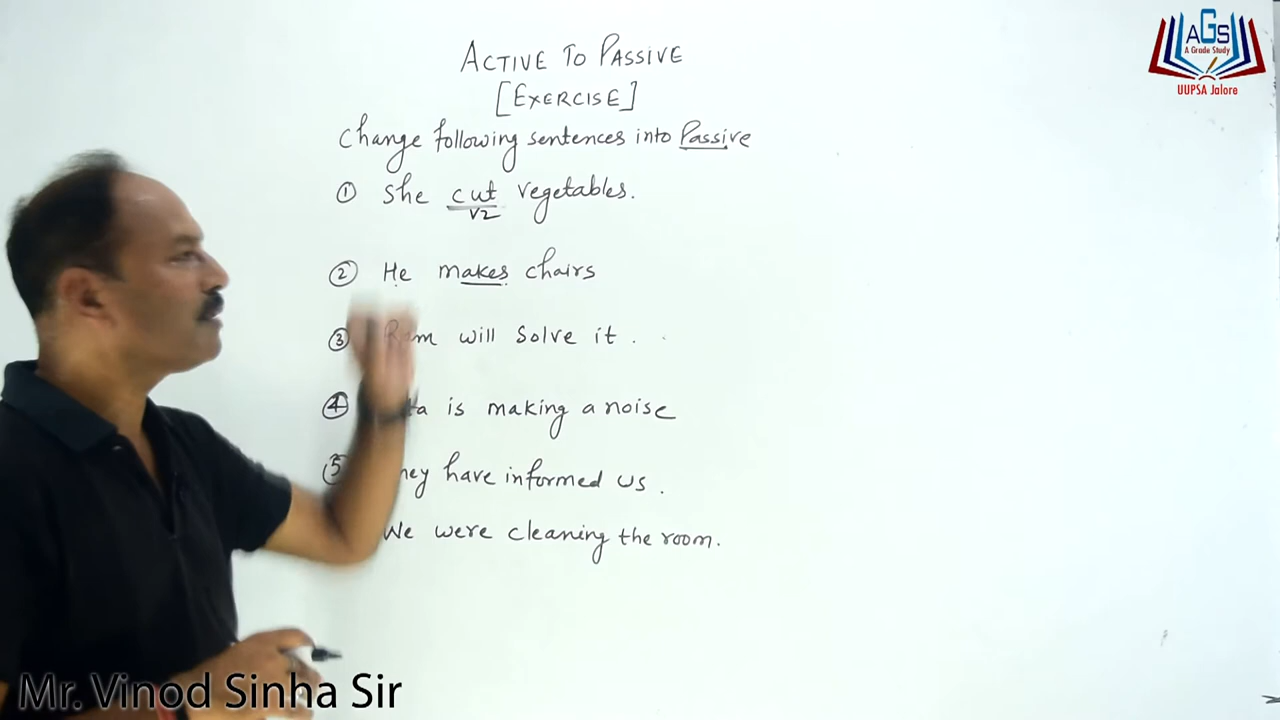 ACTIVE TO PASSIVE
[EXERCISE]
Change following sentences into Passive
① She cut vegetables.
V2
② He makes chairs
③ Ram will solve it.
④ is making a noise
⑤ have informed us.
We were cleaning the room.
AGS
A Grade Study
UUPSA Jalore
Mr. Vinod Sinha Sir